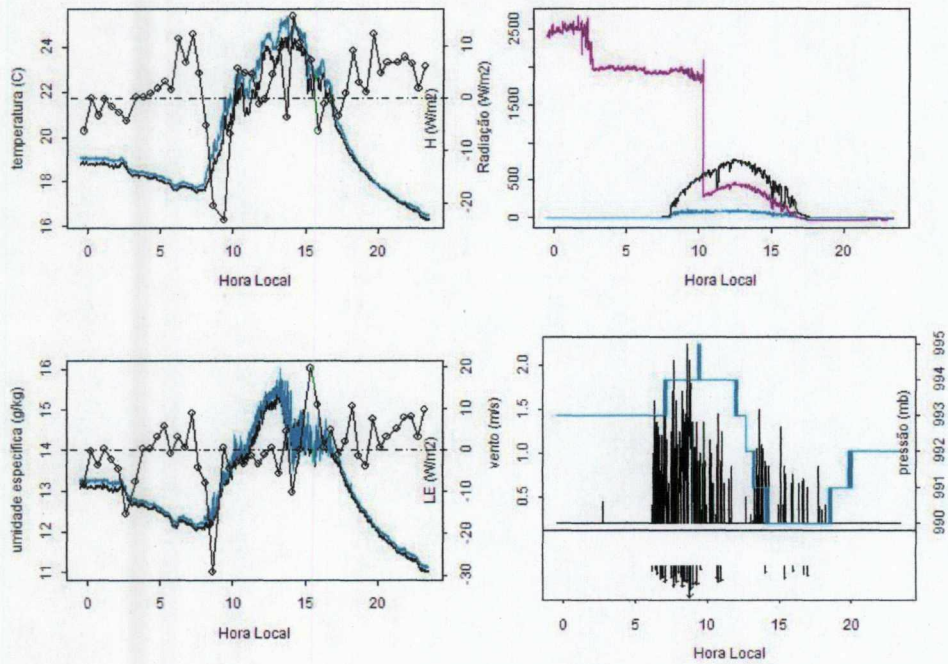 24
22
20
18
16
temperatura (C)
10
0
-10
-20
H (W/m2)
0 5 10 15 20
Hora Local
2500
1500
500
0
Radiação (W/m2)
0 5 10 15 20
Hora Local
16
15
14
13
12
11
umidade específica (g/kg)
20
10
0
-10
-20
-30
LE (W/m2)
0 5 10 15 20
Hora Local
2.0
1.5
1.0
0.5
vento (m/s)
995
994
993
992
991
990
pressão (mb)
0 5 10 15 20
Hora Local